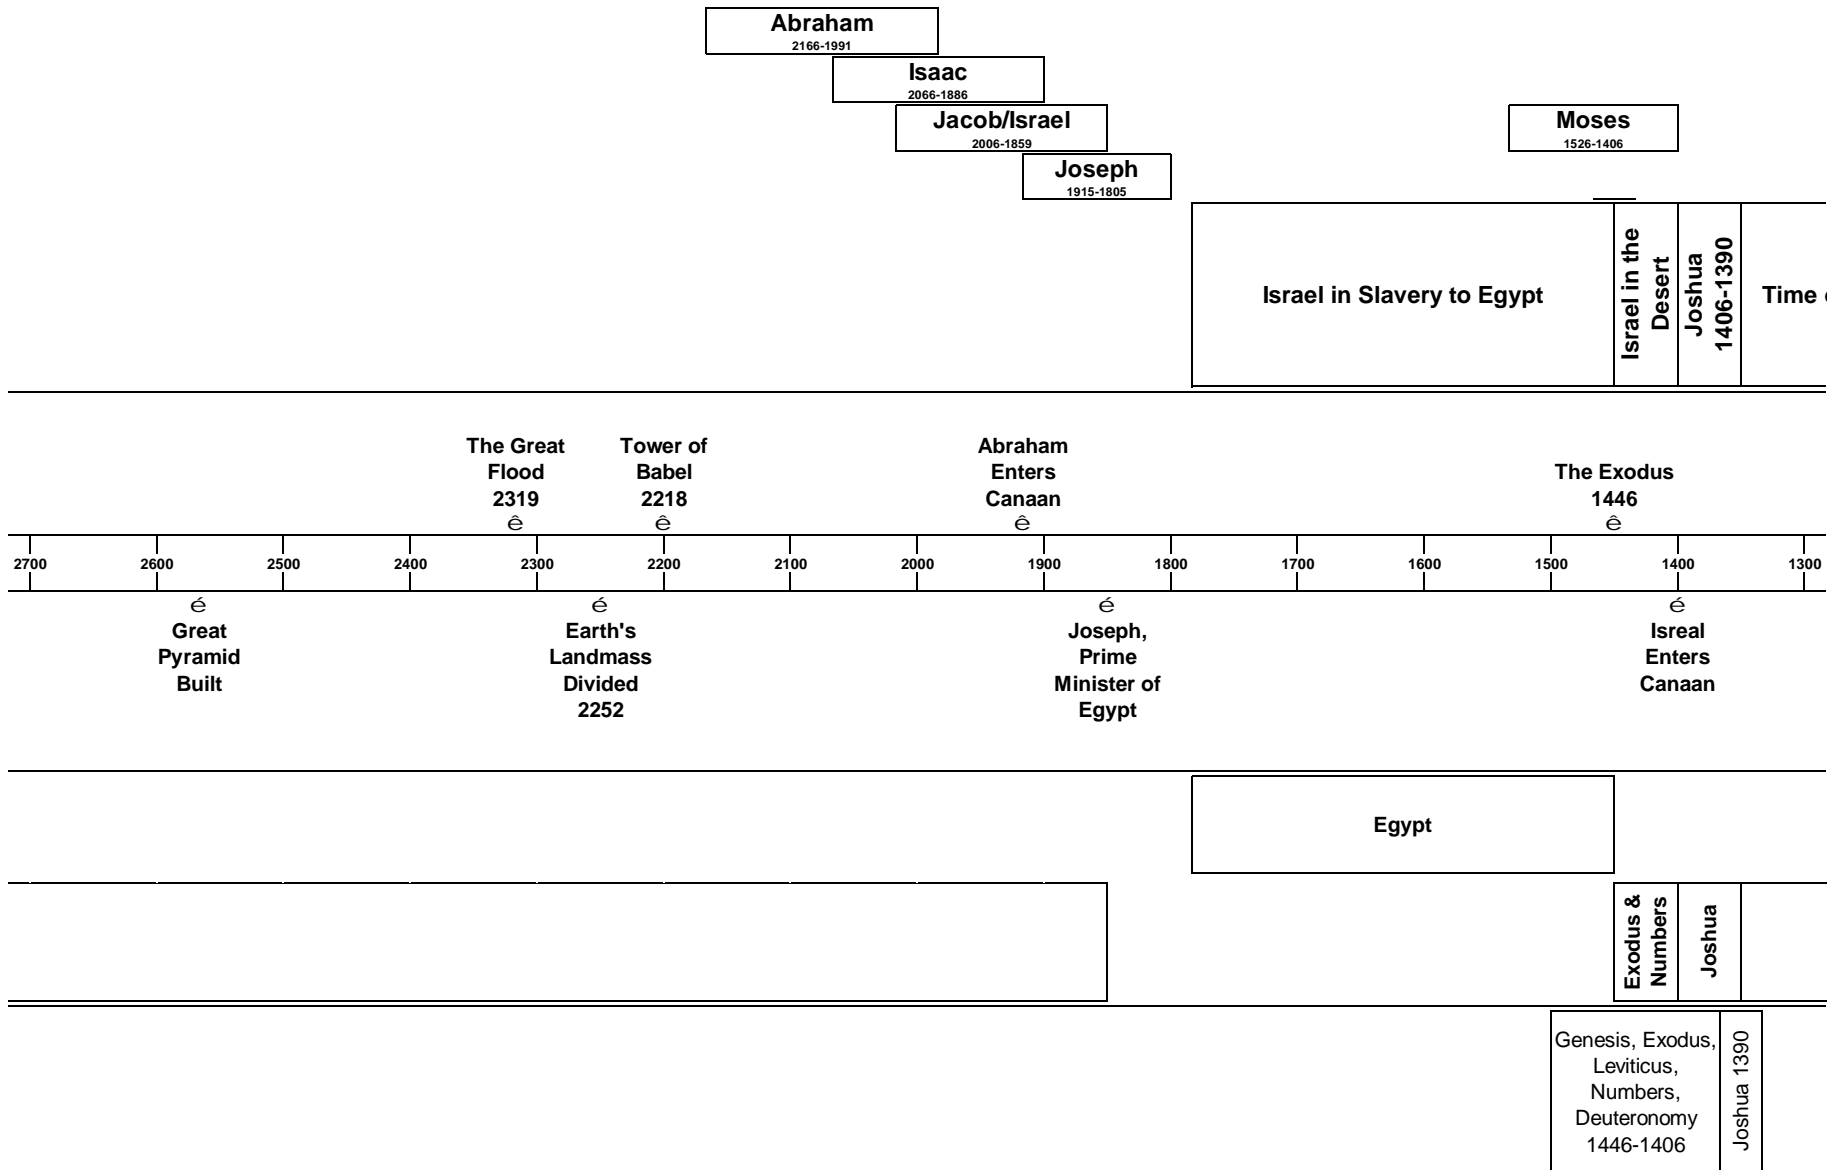 Abraham
2166-1991
Isaac
2066-1886
Jacob/Israel
2006-1859
Moses
1526-1406
Joseph
1915-1805
Israel in Slavery to Egypt
Israel in the
Desert
Joshua
1406-1390
Time
The Great
Flood
2319
ê
Tower of
Babel
2218
ê
Abraham
Enters
Canaan
ê
The Exodus
1446
ê
2700 2600 2500 2400 2300 2200 2100 2000 1900 1800 1700 1600 1500 1400 1300
é
Great
Pyramid
Built
é
Earth's
Landmass
Divided
2252
é
Joseph,
Prime
Minister of
Egypt
é
Isreal
Enters
Canaan
Egypt
Exodus &
Numbers
Joshua
Genesis, Exodus,
Leviticus,
Numbers,
Deuteronomy
1446-1406
Joshua 1390